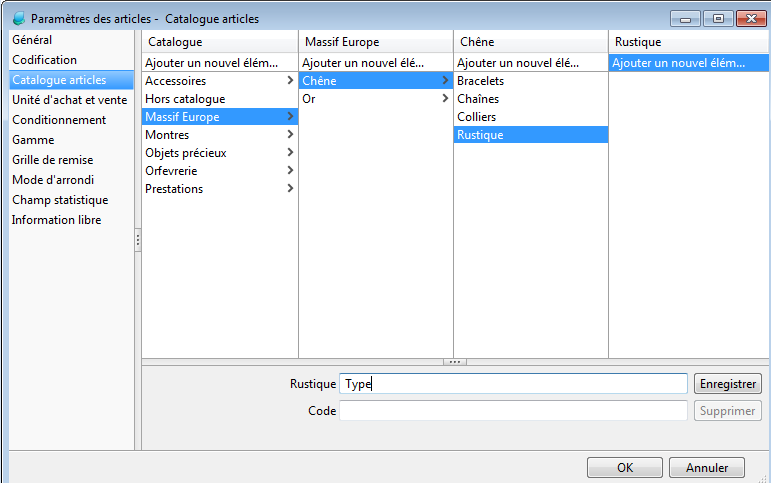 Paramètres des articles - Catalogue articles
Général
Codification
Catalogue articles
Unité d'achat et vente
Conditionnement
Gamme
Grille de remise
Mode d'arrondi
Champ statistique
Information libre
Catalogue
Ajouter un nouvel élém...
Accessoires
Hors catalogue
Massif Europe
Montres
Objets précieux
Orfevrerie
Prestations
Massif Europe
Ajouter un nouvel élé...
Chêne
Or
Chêne
Ajouter un nouvel élé...
Bracelets
Chaînes
Colliers
Rustique
Rustique
Ajouter un nouvel élém...
Rustique Type Enregistrer
Code Supprimer
OK Annuler